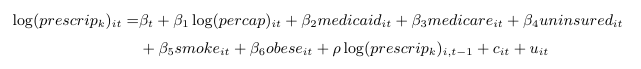 log(prescrip_k)_{it} = β_t + β_1 log(percap)_{it} + β_2 medicaid_{it} + β_3 medicare_{it} + β_4 uninsured_{it}
+ β_5 smoke_{it} + β_6 obese_{it} + ρ log(prescrip_k)_{i,t−1} + c_{it} + u_{it}